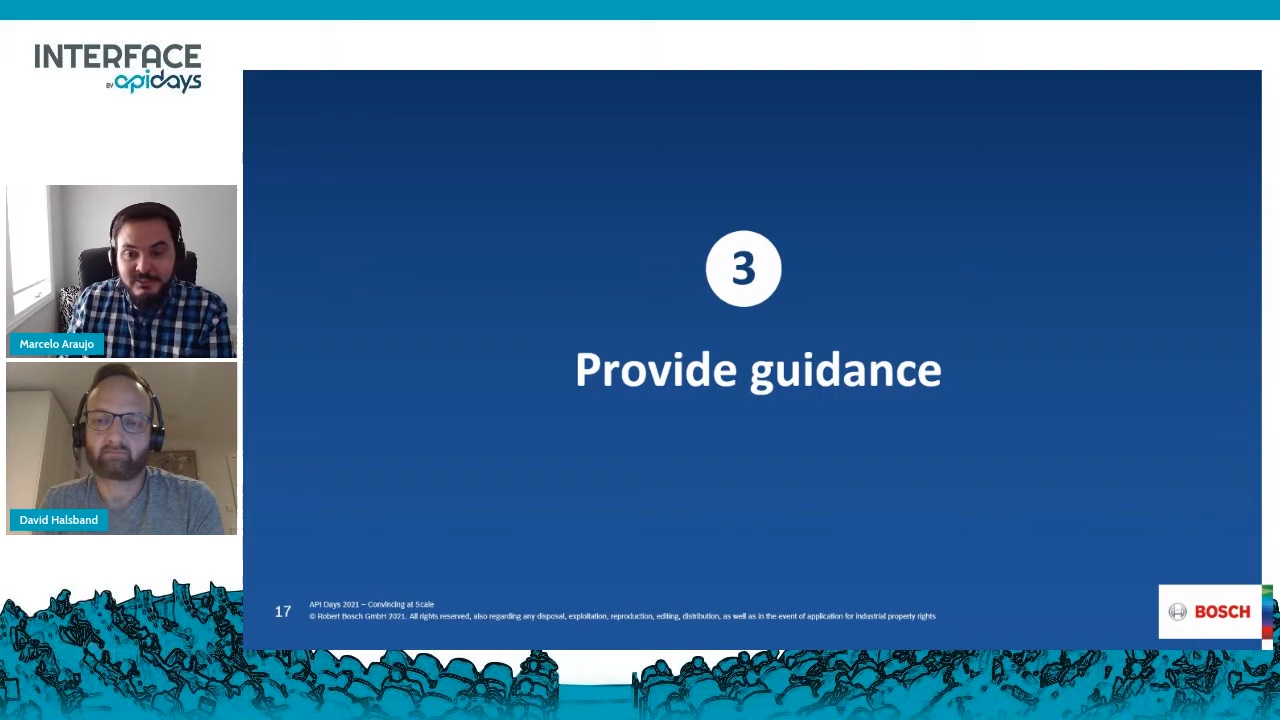 INTERFACE
BY apidays
Marcelo Araujo
David Halsband
3
Provide guidance
17
API Days 2021 – Convincing at Scale
© Robert Bosch GmbH 2021. All rights reserved, also regarding any disposal, exploitation, reproduction, editing, distribution, as well as in the event of application for industrial property rights
BOSCH